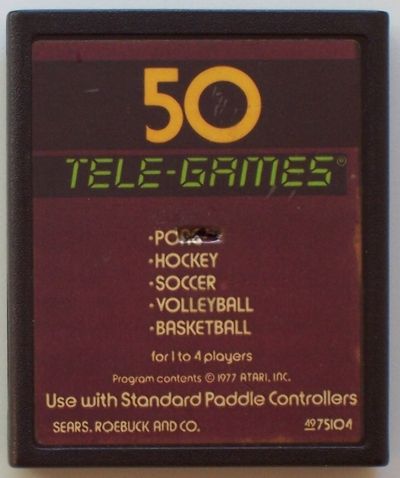 50
TELE-GAMES®
•PONG
•HOCKEY
•SOCCER
•VOLLEYBALL
•BASKETBALL
for 1 to 4 players
Program contents © 1977 ATARI, INC.
Use with Standard Paddle Controllers
SEARS, ROEBUCK AND CO. 49 75104